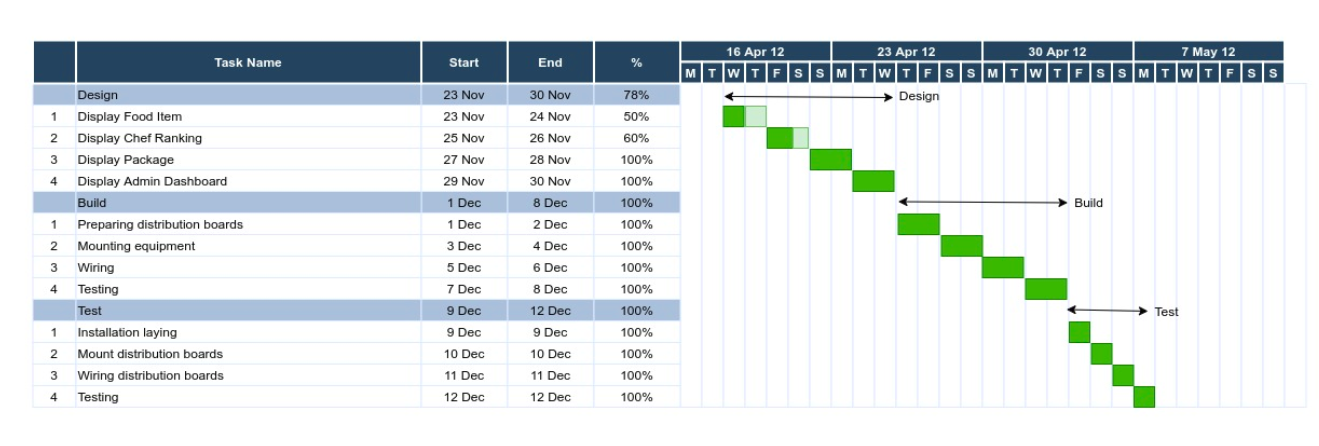 16 Apr 12 23 Apr 12 30 Apr 12 7 May 12
Task Name Start End %
M T W T F S S M T W T F S S M T W T F S S M T W T F S S
Design 23 Nov 30 Nov 78% Design
1 Display Food Item 23 Nov 24 Nov 50%
2 Display Chef Ranking 25 Nov 26 Nov 60%
3 Display Package 27 Nov 28 Nov 100%
4 Display Admin Dashboard 29 Nov 30 Nov 100%
Build 1 Dec 8 Dec 100% Build
1 Preparing distribution boards 1 Dec 2 Dec 100%
2 Mounting equipment 3 Dec 4 Dec 100%
3 Wiring 5 Dec 6 Dec 100%
4 Testing 7 Dec 8 Dec 100%
Test 9 Dec 12 Dec 100% Test
1 Installation laying 9 Dec 9 Dec 100%
2 Mount distribution boards 10 Dec 10 Dec 100%
3 Wiring distribution boards 11 Dec 11 Dec 100%
4 Testing 12 Dec 12 Dec 100%